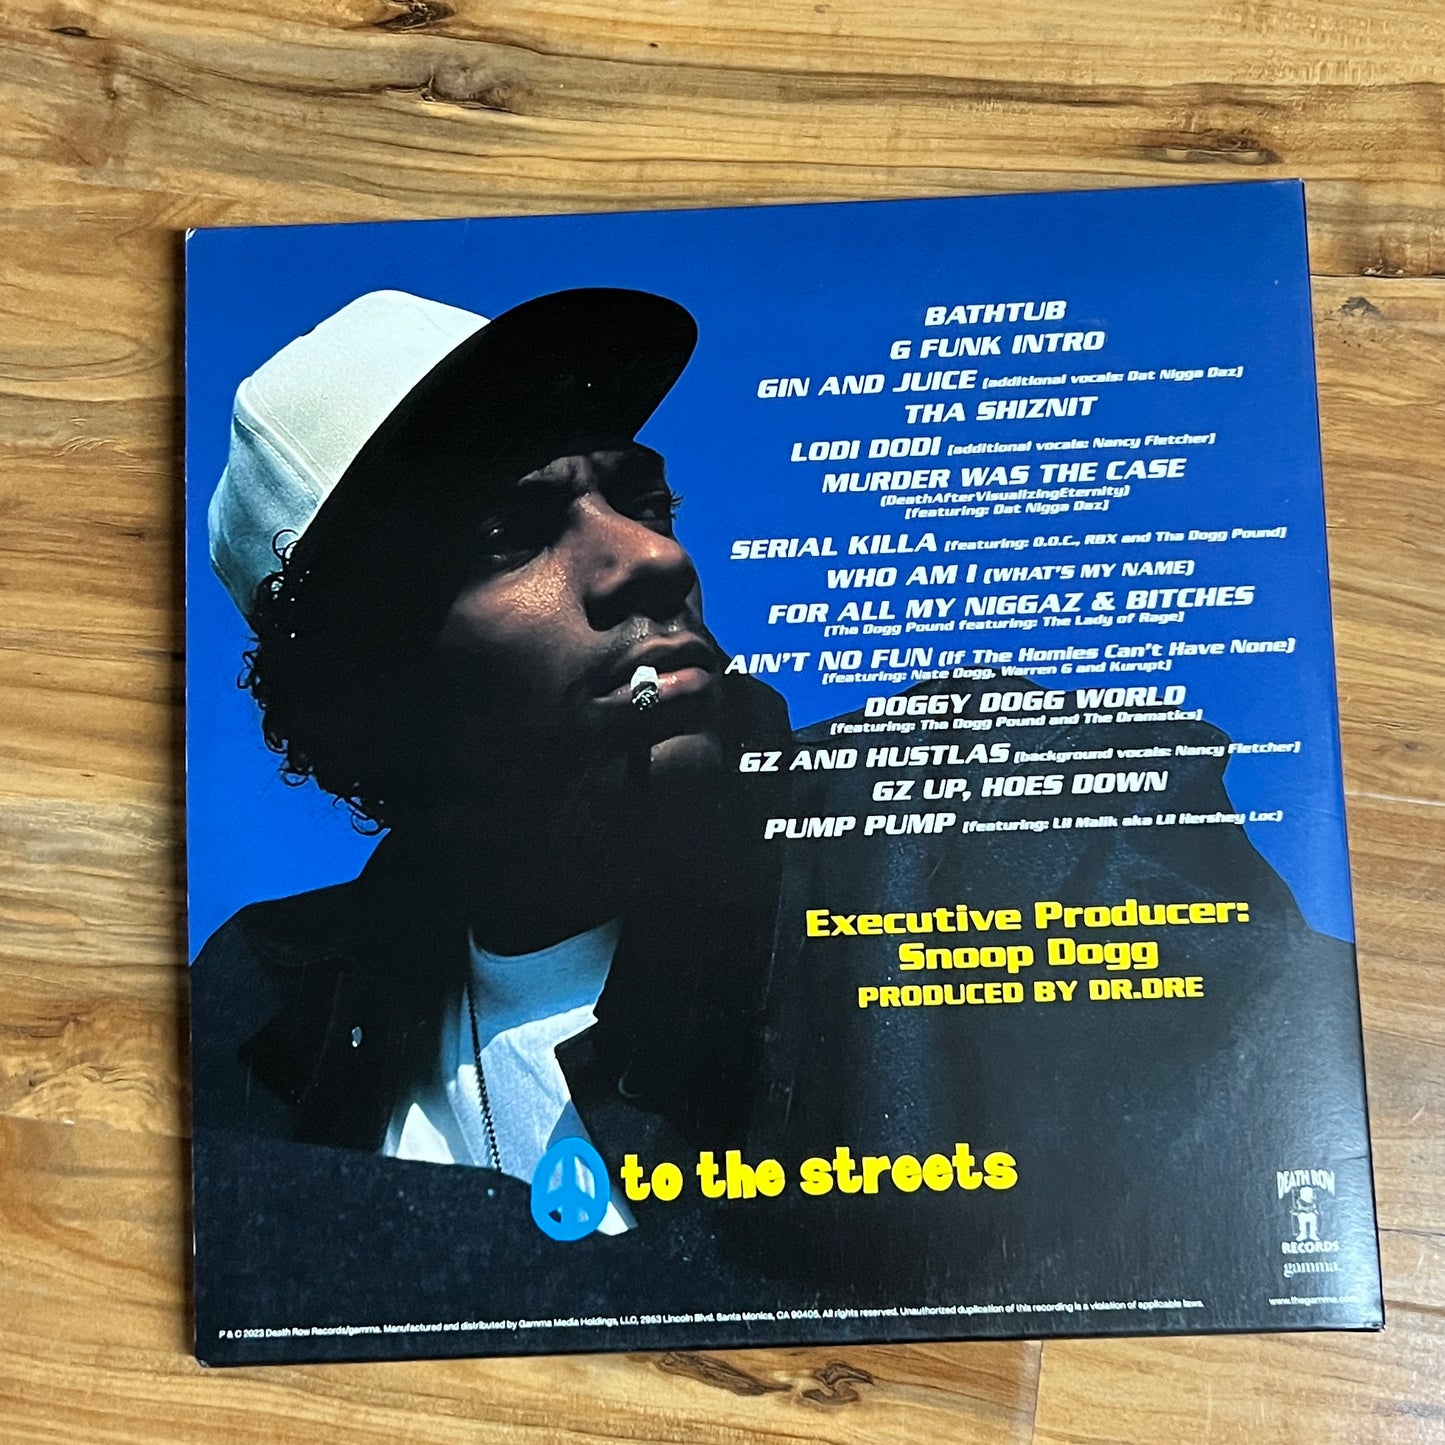 BATHTUB
G FUNK INTRO
GIN AND JUICE (additional vocals: Dat Nigga Daz)
THA SHIZNIT
LODI DODI (additional vocals: Nancy Fletcher)
MURDER WAS THE CASE
(DeathAfterVisualizingEternity)
(featuring: Dat Nigga Daz)
SERIAL KILLA (featuring: D.O.C., RBX and Tha Dogg Pound)
WHO AM I (WHAT'S MY NAME)
FOR ALL MY NIGGAZ & BITCHES
(Tha Dogg Pound featuring: The Lady of Rage)
AIN'T NO FUN (If The Homies Can't Have None)
(featuring: Nate Dogg, Warren G and Kurupt)
DOGGY DOGG WORLD
(featuring: Tha Dogg Pound and The Dramatics)
GZ AND HUSTLAS (background vocals: Nancy Fletcher)
GZ UP, HOES DOWN
PUMP PUMP (featuring: Lil Malik aka Lil Hershey Loc)
Executive Producer:
Snoop Dogg
PRODUCED BY DR.DRE
to the streets
DEATH ROW
RECORDS
gamma.
www.thegamma.com
P & C 2023 Death Row Records/gamma. Manufactured and distributed by Gamma Media Holdings, LLC, 2953 Lincoln Blvd. Santa Monica, CA 90405. All rights reserved. Unauthorized duplication of this recording is a violation of applicable laws.